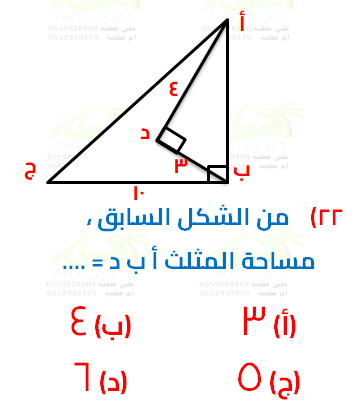 أ
٤
د
٣
ب
ج
١٠
٢٢) من الشكل السابق ،
مساحة المثلث أ ب د = ....
(أ) ٣ (ب) ٤
(ج) ٥ (د) ٦